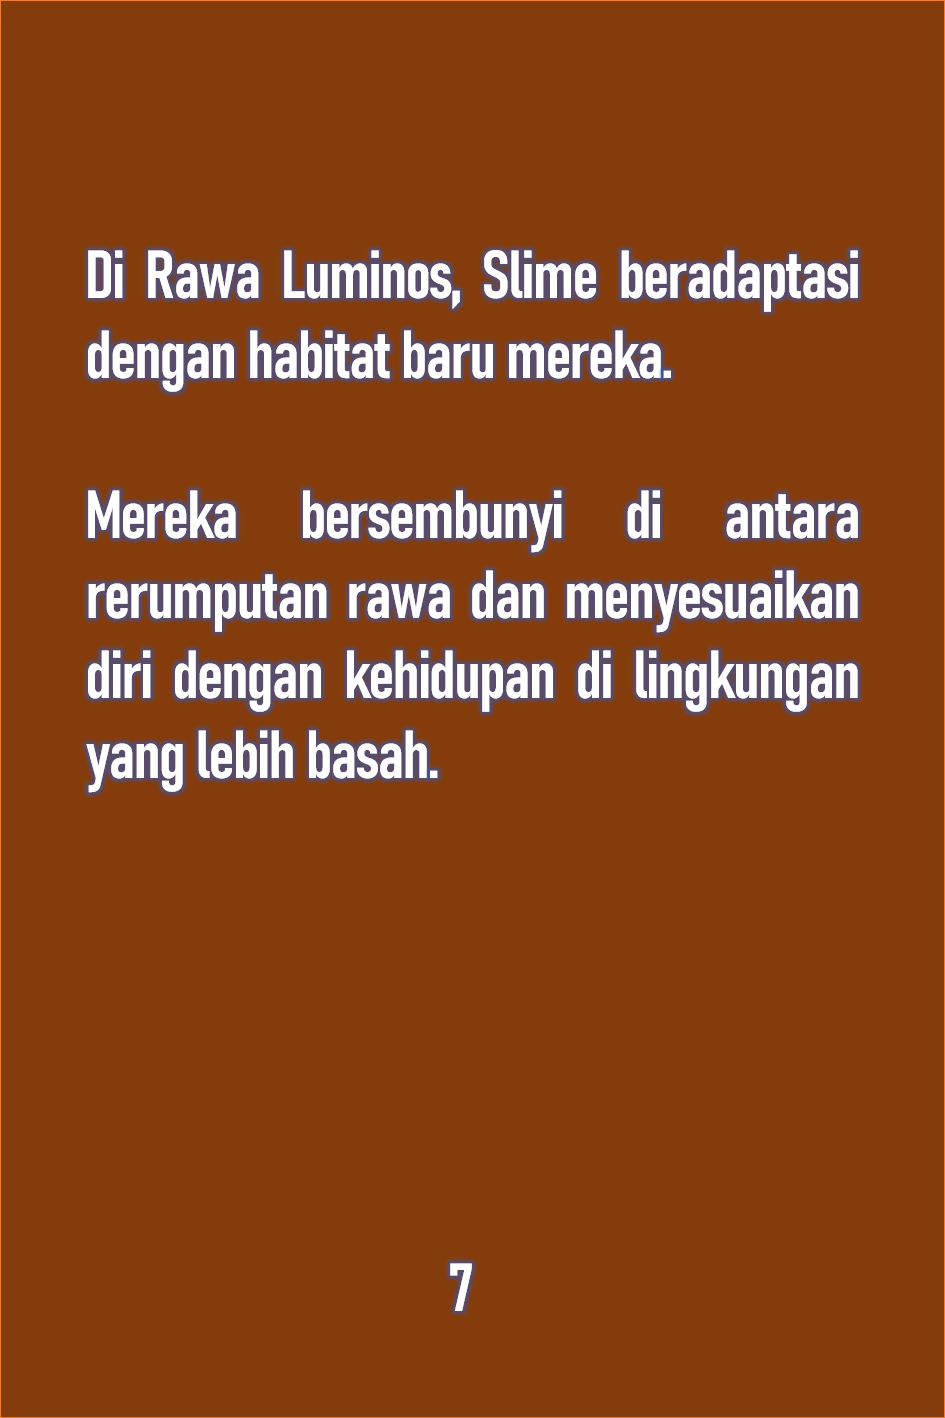 Di Rawa Luminos, Slime beradaptasi
dengan habitat baru mereka.
Mereka bersembunyi di antara
rerumputan rawa dan menyesuaikan
diri dengan kehidupan di lingkungan
yang lebih basah.
7